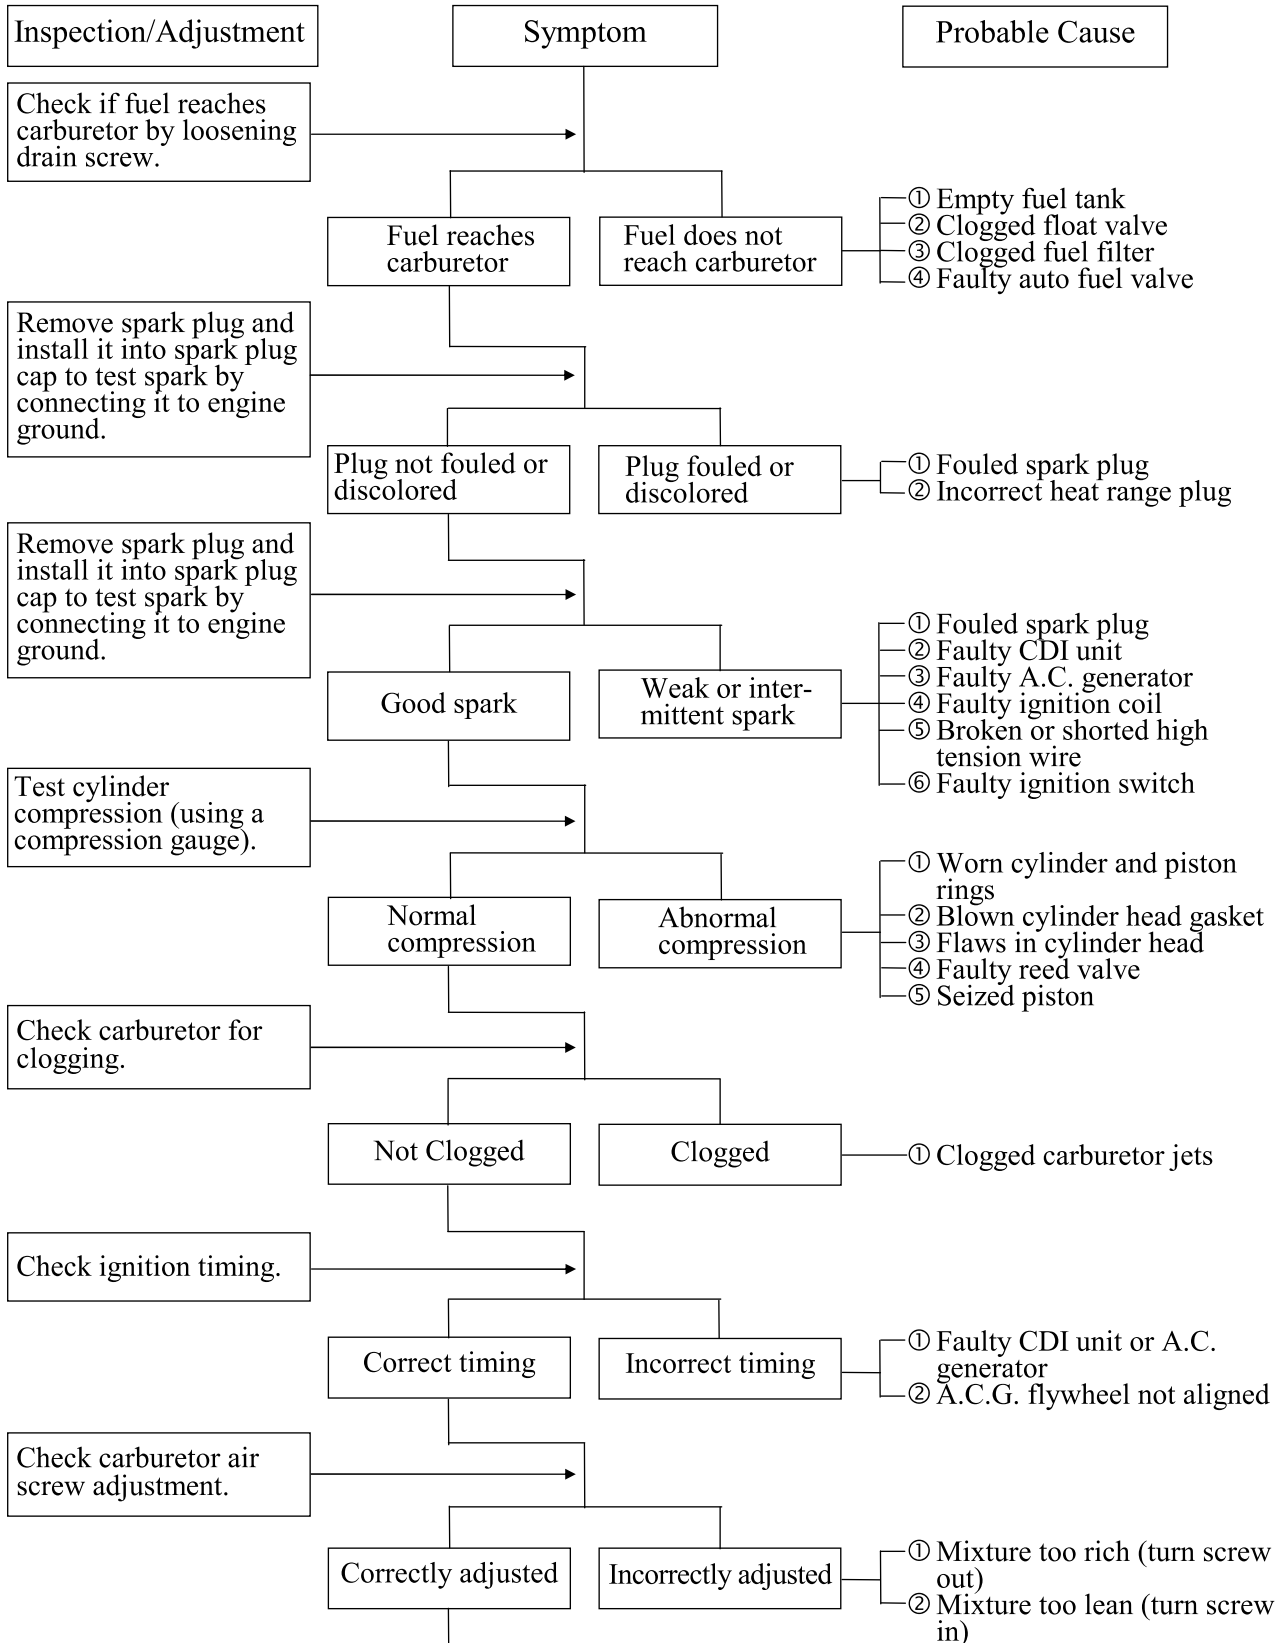 Inspection/Adjustment
Symptom
Probable Cause
Check if fuel reaches
carburetor by loosening
drain screw.
Fuel reaches
carburetor
Fuel does not
reach carburetor
① Empty fuel tank
② Clogged float valve
③ Clogged fuel filter
④ Faulty auto fuel valve
Remove spark plug and
install it into spark plug
cap to test spark by
connecting it to engine
ground.
Plug not fouled or
discolored
Plug fouled or
discolored
① Fouled spark plug
② Incorrect heat range plug
Remove spark plug and
install it into spark plug
cap to test spark by
connecting it to engine
ground.
Good spark
Weak or inter-
mittent spark
① Fouled spark plug
② Faulty CDI unit
③ Faulty A.C. generator
④ Faulty ignition coil
⑤ Broken or shorted high
tension wire
⑥ Faulty ignition switch
Test cylinder
compression (using a
compression gauge).
Normal
compression
Abnormal
compression
① Worn cylinder and piston
rings
② Blown cylinder head gasket
③ Flaws in cylinder head
④ Faulty reed valve
⑤ Seized piston
Check carburetor for
clogging.
Not Clogged
Clogged
① Clogged carburetor jets
Check ignition timing.
Correct timing
Incorrect timing
① Faulty CDI unit or A.C.
generator
② A.C.G. flywheel not aligned
Check carburetor air
screw adjustment.
Correctly adjusted
Incorrectly adjusted
① Mixture too rich (turn screw
out)
② Mixture too lean (turn screw
in)